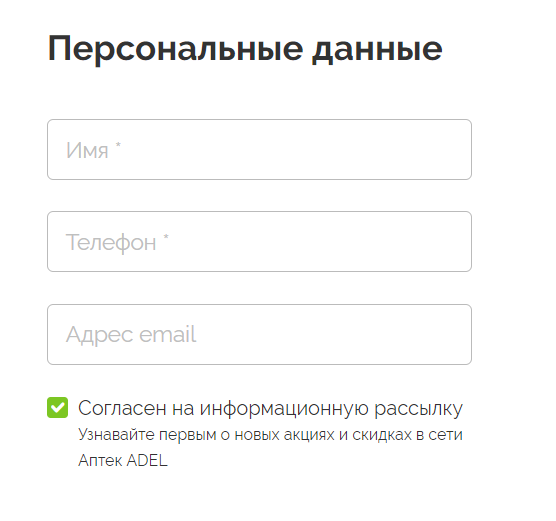 Персональные данные
Имя *
Телефон *
Адрес email
Согласен на информационную рассылку
Узнавайте первым о новых акциях и скидках в сети
Аптек ADEL